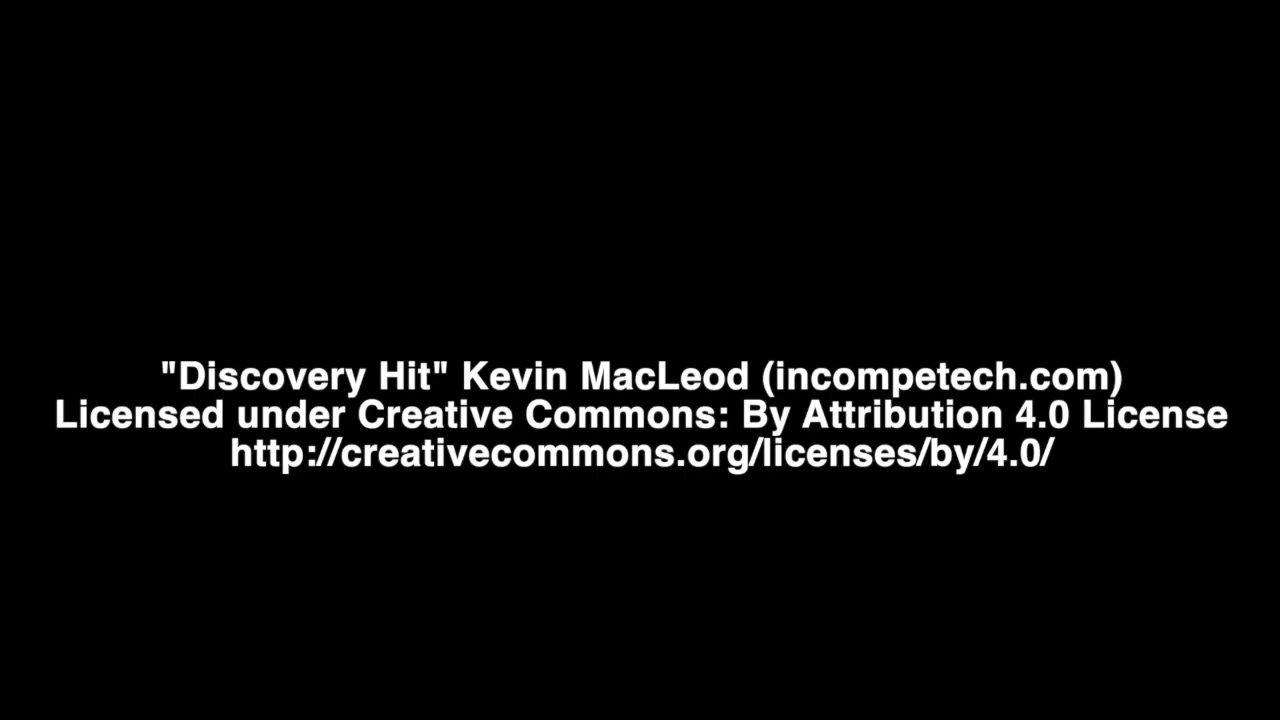 "Discovery Hit" Kevin MacLeod (incompetech.com)
Licensed under Creative Commons: By Attribution 4.0 License
http://creativecommons.org/licenses/by/4.0/